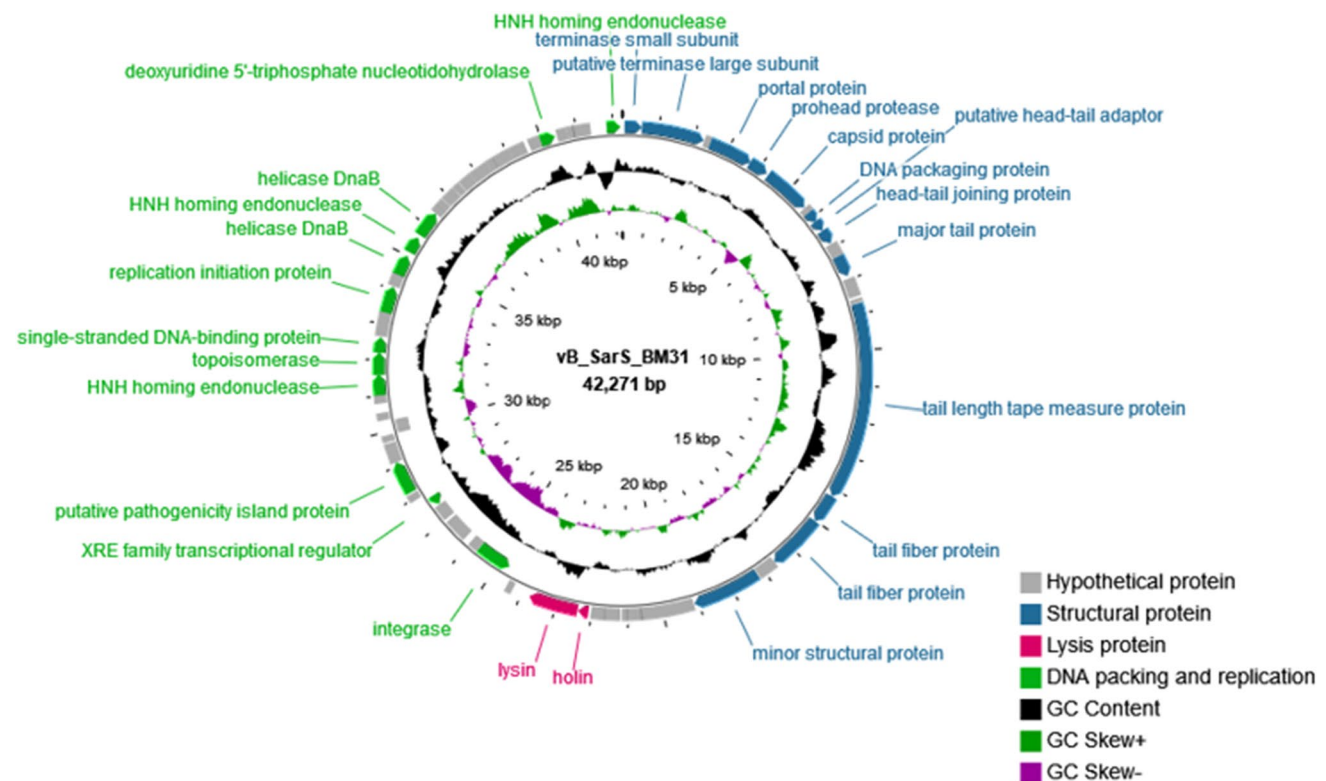 HNH homing endonuclease
terminase small subunit
putative terminase large subunit
deoxyuridine 5'-triphosphate nucleotidohydrolase
portal protein
prohead protease
putative head-tail adaptor
capsid protein
DNA packaging protein
helicase DnaB
head-tail joining protein
HNH homing endonuclease
helicase DnaB
major tail protein
40 kbp
replication initiation protein
5 kbp
35 kbp
single-stranded DNA-binding protein
vB_SarS_BM31
10 kbp
topoisomerase
42,271 bp
HNH homing endonuclease
30 kbp
tail length tape measure protein
15 kbp
25 kbp
20 kbp
putative pathogenicity island protein
XRE family transcriptional regulator
tail fiber protein
tail fiber protein
integrase
minor structural protein
lysin
holin
Hypothetical protein
Structural protein
Lysis protein
DNA packing and replication
GC Content
GC Skew+
GC Skew-